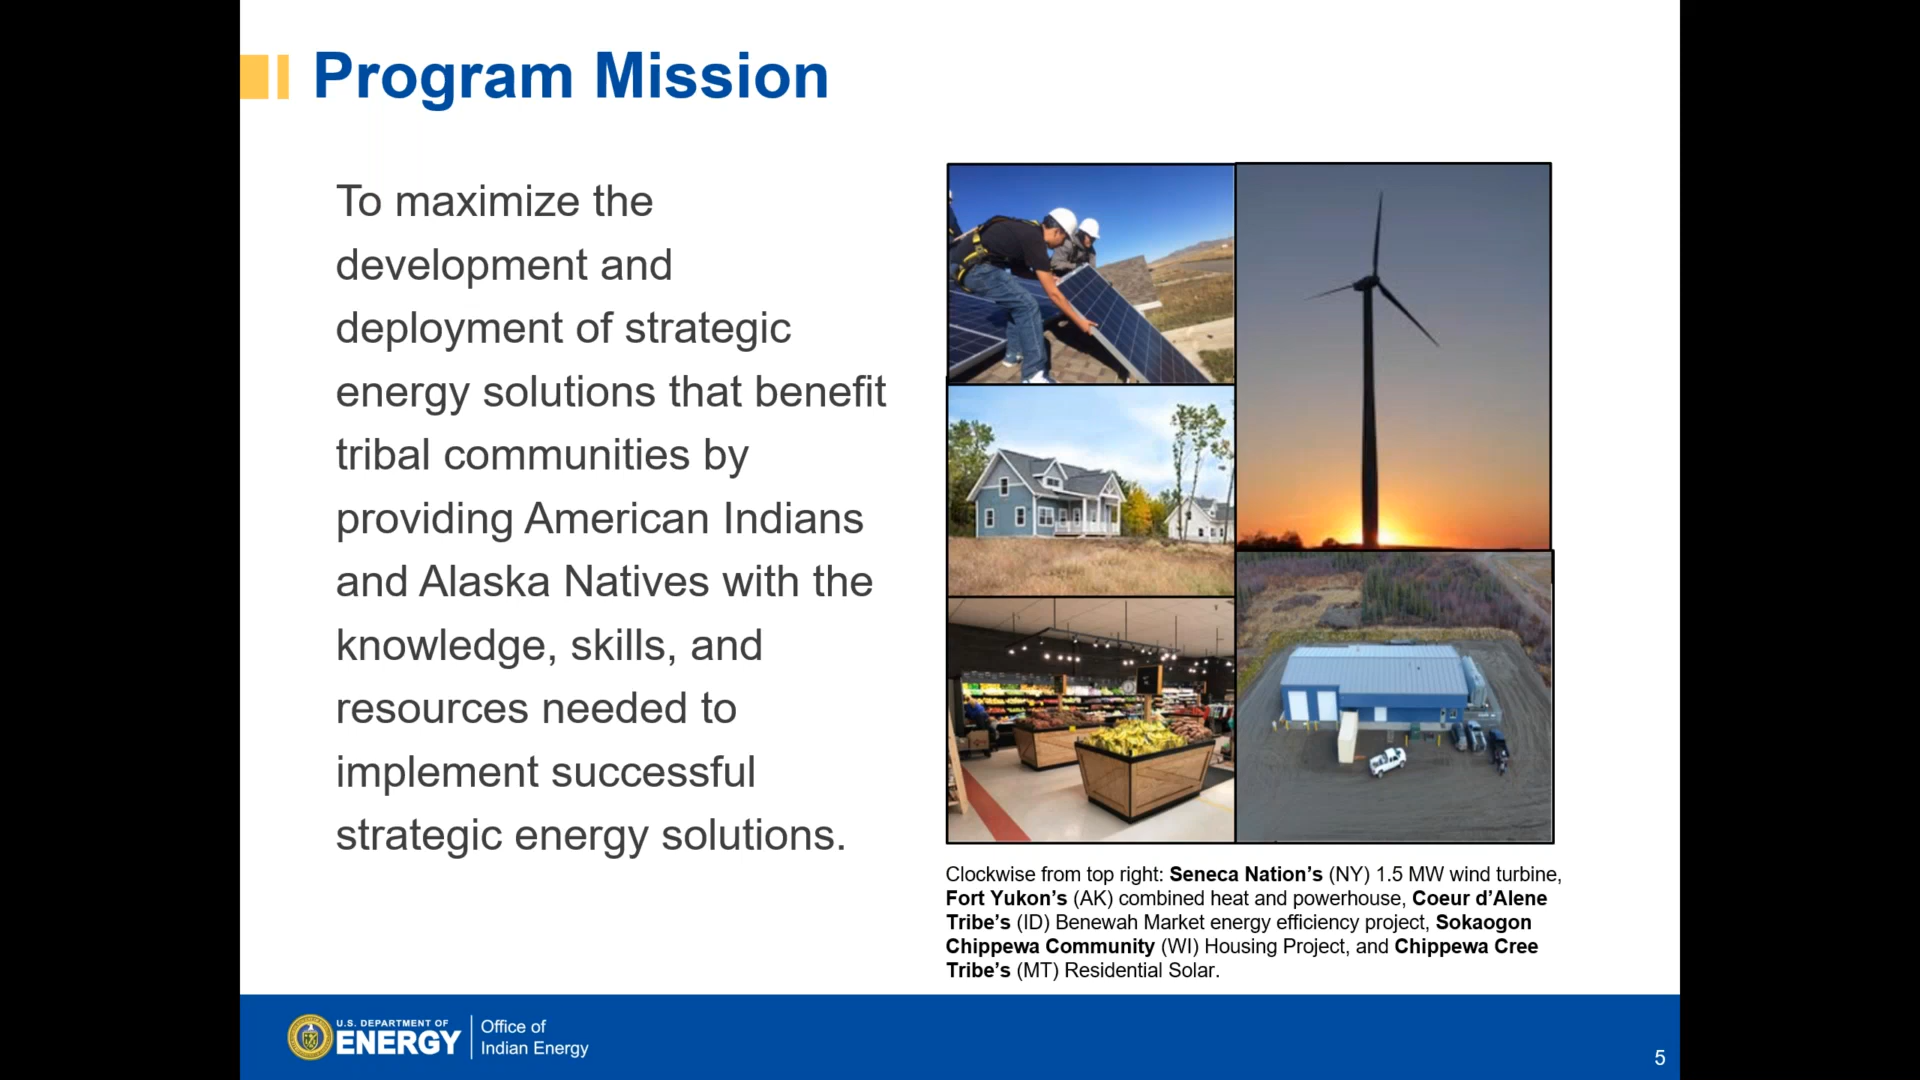 Program Mission
To maximize the
development and
deployment of strategic
energy solutions that benefit
tribal communities by
providing American Indians
and Alaska Natives with the
knowledge, skills, and
resources needed to
implement successful
strategic energy solutions.
Clockwise from top right: Seneca Nation’s (NY) 1.5 MW wind turbine,
Fort Yukon’s (AK) combined heat and powerhouse, Coeur d’Alene
Tribe’s (ID) Benewah Market energy efficiency project, Sokaogon
Chippewa Community (WI) Housing Project, and Chippewa Cree
Tribe’s (MT) Residential Solar.
U.S. DEPARTMENT OF
ENERGY
Office of
Indian Energy
5